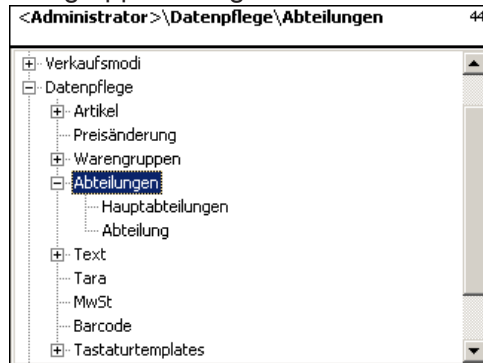 <Administrator>\Datenpflege\Abteilungen 44
Verkaufsmodi
Datenpflege
Artikel
Preisänderung
Warengruppen
Abteilungen
Hauptabteilungen
Abteilung
Text
Tara
MwSt
Barcode
Tastaturtemplates